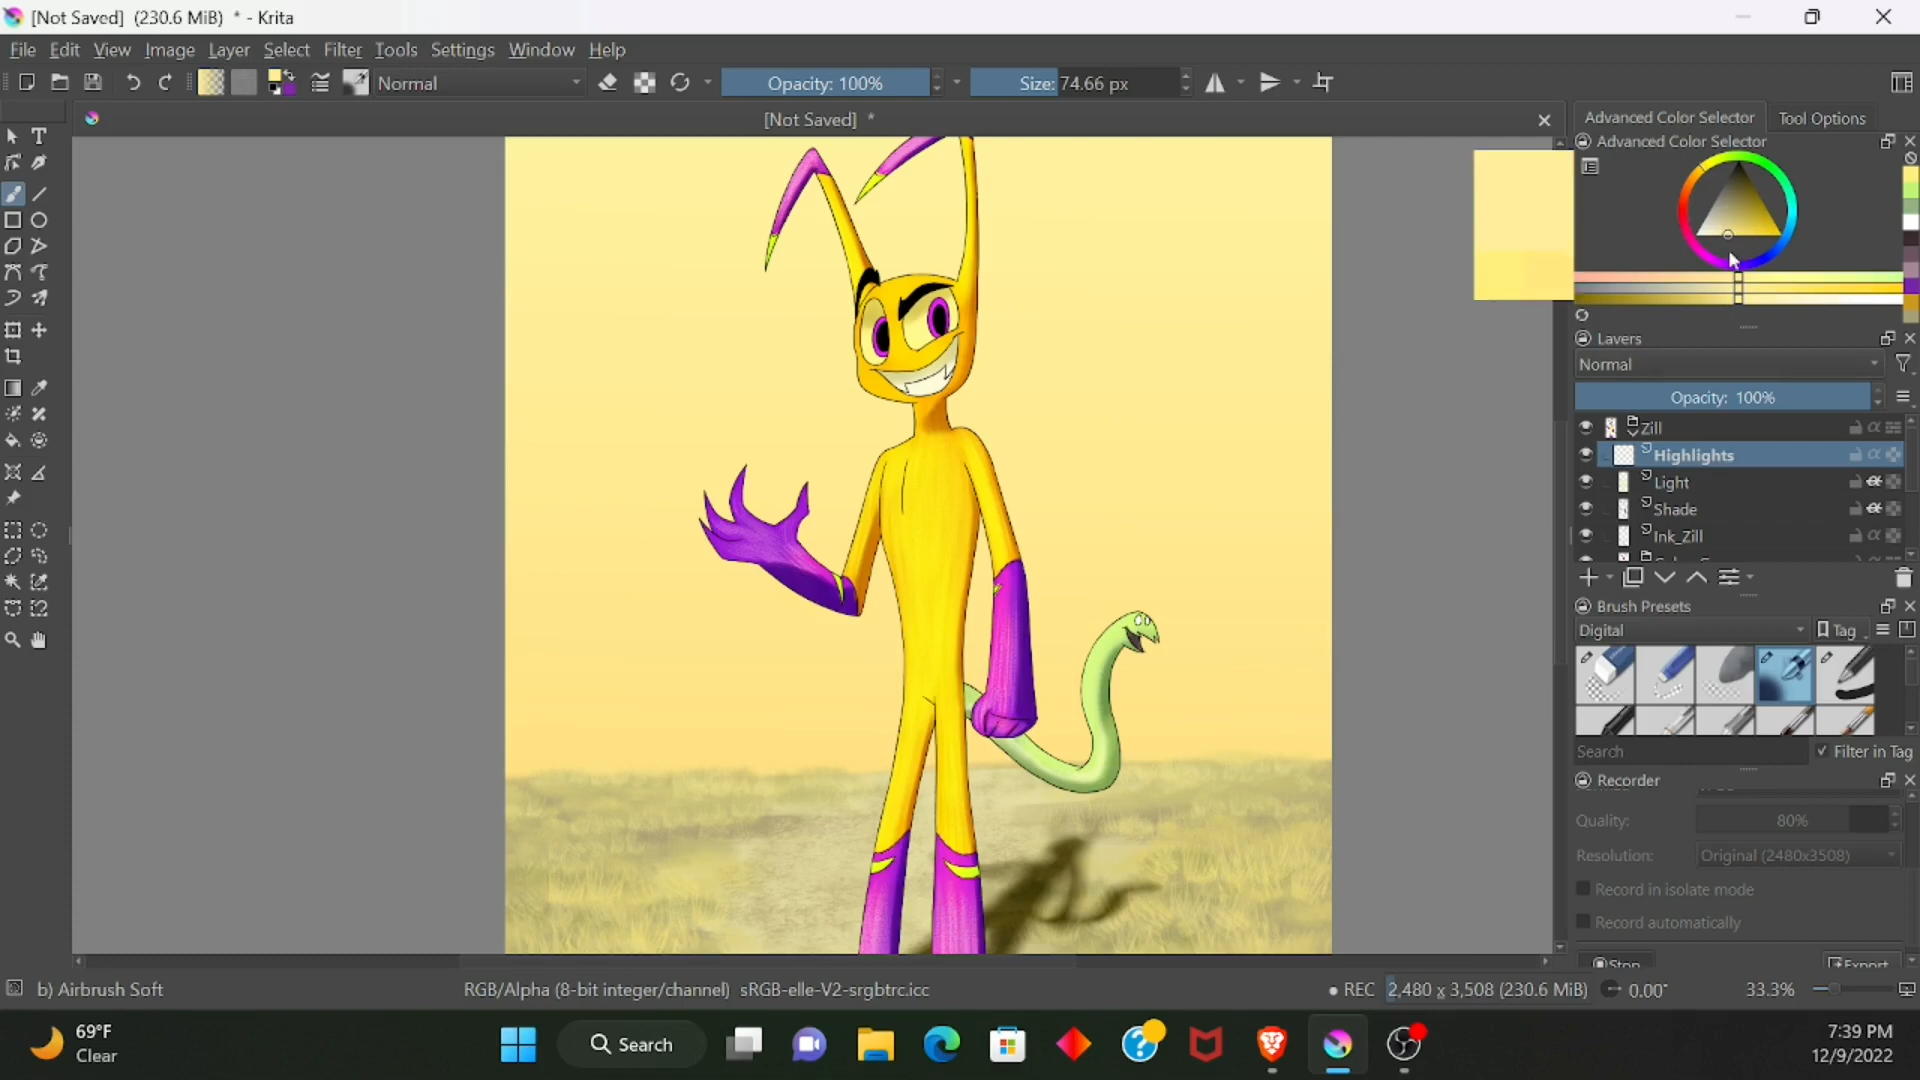 [Not Saved] (230.6 MiB) * - Krita
File Edit View Image Layer Select Filter Tools Settings Window Help
Normal Opacity: 100% Size: 74.66 px
[Not Saved] *
Advanced Color Selector Tool Options
Advanced Color Selector
Layers
Normal
Opacity: 100%
Zill
Highlights
Light
Shade
Ink_Zill
Brush Presets
Digital Tag
Search Filter in Tag
Recorder
Quality: 80%
Resolution: Original (2480x3508)
Record in isolate mode
Record automatically
Stop Export
b) Airbrush Soft RGB/Alpha (8-bit integer/channel) sRGB-elle-V2-srgbtrc.icc REC 2,480 x 3,508 (230.6 MiB) 0.00° 33.3%
69°F
Clear
Search
7:39 PM
12/9/2022